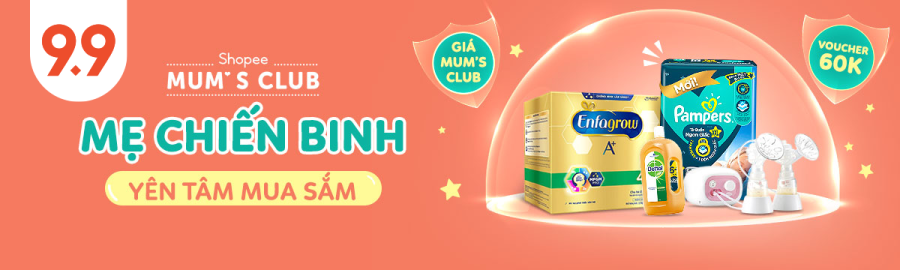 9.9
Shopee
MUM'S CLUB
MẸ CHIẾN BINH
YÊN TÂM MUA SẮM
GIÁ
MUM'S
CLUB
VOUCHER
60K
Enfagrow
A+
4
Dettol
Mới!
Pampers